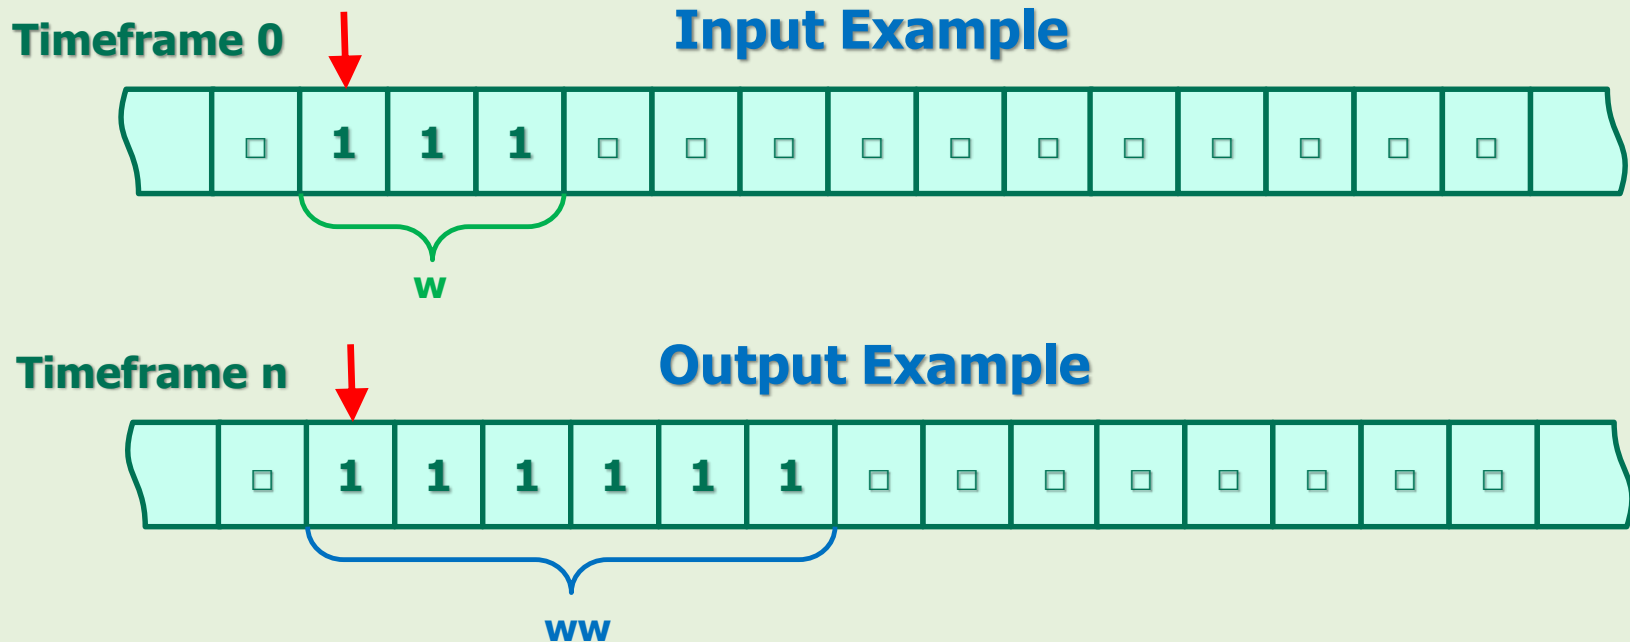 Timeframe 0
Input Example
□ 1 1 1 □ □ □ □ □ □ □ □ □ □ □
w
Timeframe n
Output Example
□ 1 1 1 1 1 1 □ □ □ □ □ □ □ □
ww